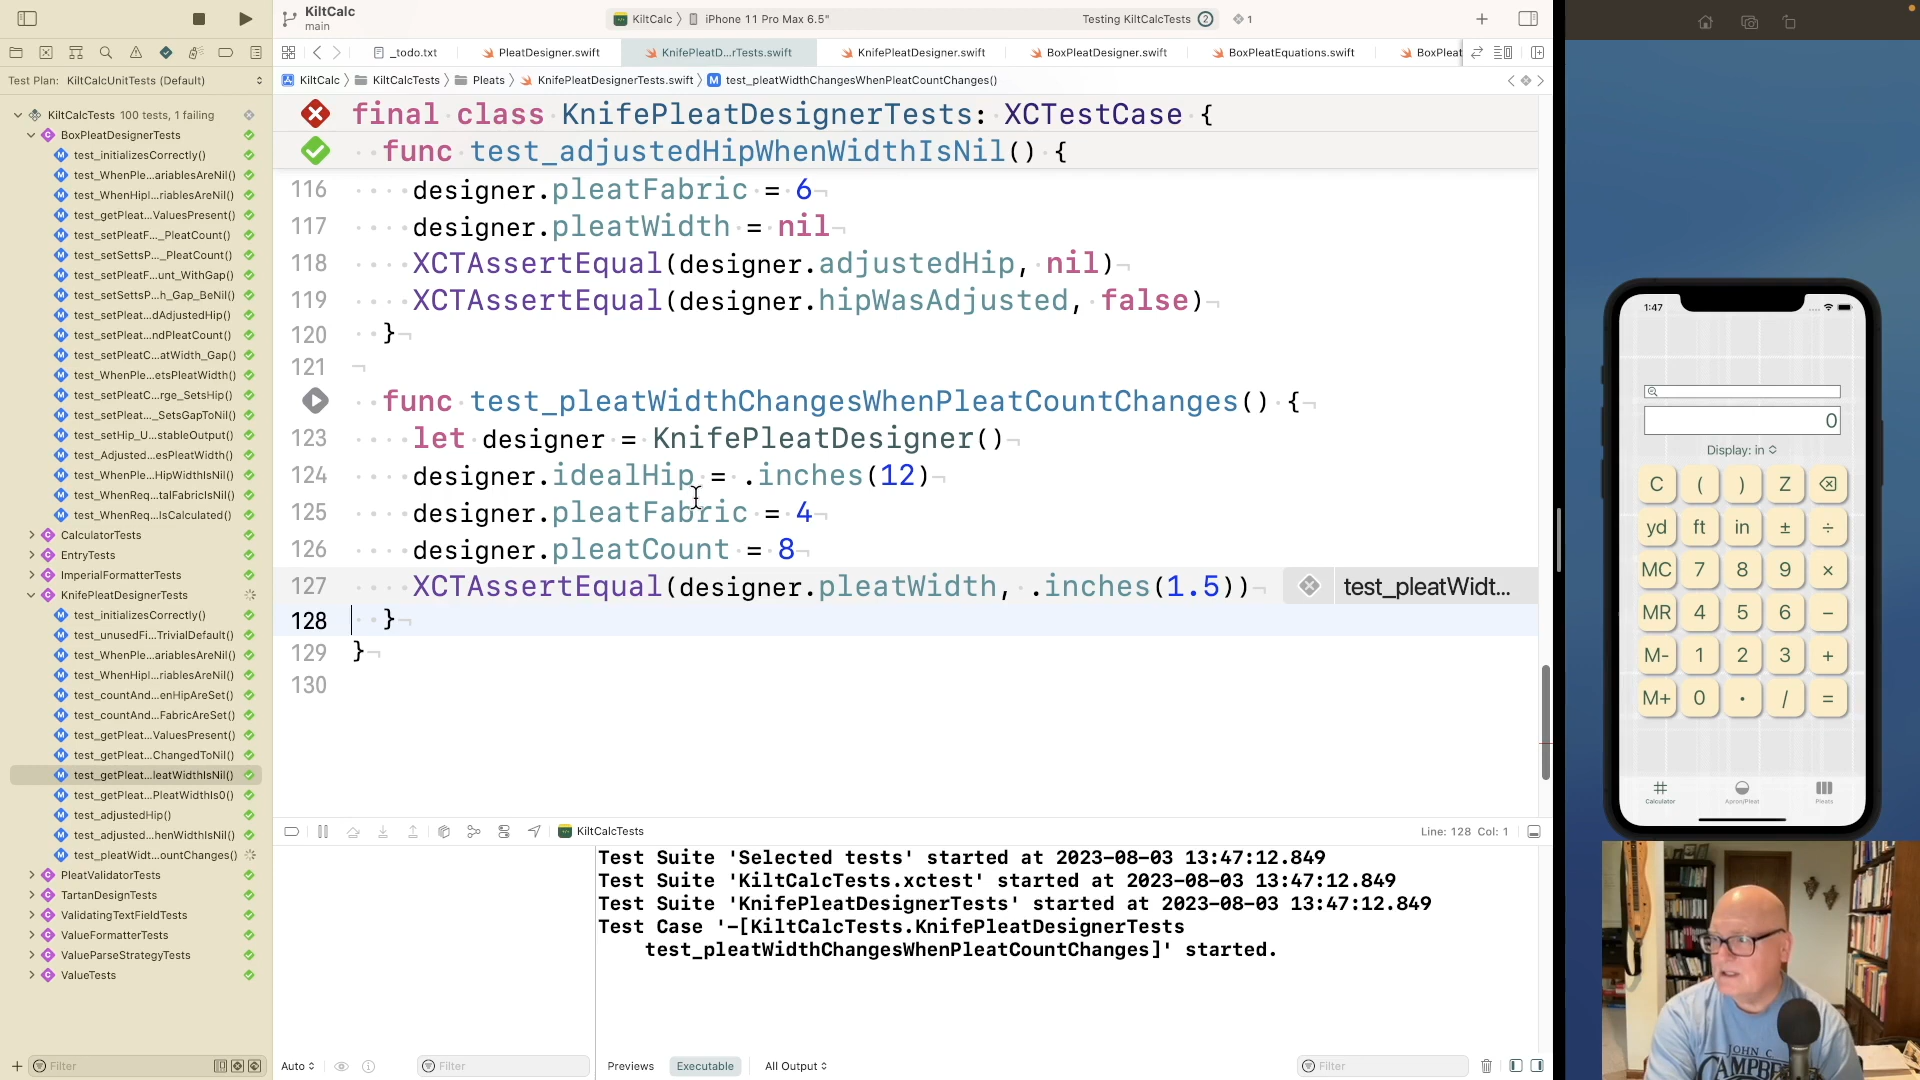 KiltCalc
main
KiltCalc
iPhone 11 Pro Max 6.5"
Testing KiltCalcTests 2
1
_todo.txt
PleatDesigner.swift
KnifePleatD...rTests.swift
KnifePleatDesigner.swift
BoxPleatDesigner.swift
BoxPleatEquations.swift
BoxPleat
Test Plan: KiltCalcUnitTests (Default)
KiltCalc
KiltCalcTests
Pleats
KnifePleatDesignerTests.swift
test_pleatWidthChangesWhenPleatCountChanges()
KiltCalcTests 100 tests, 1 failing
BoxPleatDesignerTests
test_initializesCorrectly()
test_WhenPle...ariablesAreNil()
test_WhenHipl...riablesAreNil()
test_getPleat...ValuesPresent()
test_setPleatF..._PleatCount()
test_setSettsP..._PleatCount()
test_setPleatF...unt_WithGap()
test_setSettsP...h_Gap_BeNil()
test_setPleat...dAdjustedHip()
test_setPleat...ndPleatCount()
test_setPleatC...atWidth_Gap()
test_WhenPle...etsPleatWidth()
test_setPleatC...rge_SetsHip()
test_setPleat..._SetsGapToNil()
test_setHip_U...stableOutput()
test_Adjusted...esPleatWidth()
test_WhenPle...HipWidthIsNil()
test_WhenReq...talFabricIsNil()
test_WhenReq...IsCalculated()
CalculatorTests
EntryTests
ImperialFormatterTests
KnifePleatDesignerTests
test_initializesCorrectly()
test_unusedFi...TrivialDefault()
test_WhenPle...ariablesAreNil()
test_WhenHipl...riablesAreNil()
test_countAnd...enHipAreSet()
test_countAnd...FabricAreSet()
test_getPleat...ValuesPresent()
test_getPleat...ChangedToNil()
test_getPleat...leatWidthIsNil()
test_getPleat...PleatWidthIs0()
test_adjustedHip()
test_adjusted...henWidthIsNil()
test_pleatWidt...ountChanges()
PleatValidatorTests
TartanDesignTests
ValidatingTextFieldTests
ValueFormatterTests
ValueParseStrategyTests
ValueTests
Filter
final class KnifePleatDesignerTests: XCTestCase {
func test_adjustedHipWhenWidthIsNil() {
116 designer.pleatFabric = 6
117 designer.pleatWidth = nil
118 XCTAssertEqual(designer.adjustedHip, nil)
119 XCTAssertEqual(designer.hipWasAdjusted, false)
120 }
121
func test_pleatWidthChangesWhenPleatCountChanges() {
123 let designer = KnifePleatDesigner()
124 designer.idealHip = .inches(12)
125 designer.pleatFabric = 4
126 designer.pleatCount = 8
127 XCTAssertEqual(designer.pleatWidth, .inches(1.5)) test_pleatWidt...
128 }
129 }
130
KiltCalcTests
Line: 128 Col: 1
Test Suite 'Selected tests' started at 2023-08-03 13:47:12.849
Test Suite 'KiltCalcTests.xctest' started at 2023-08-03 13:47:12.849
Test Suite 'KnifePleatDesignerTests' started at 2023-08-03 13:47:12.849
Test Case '-[KiltCalcTests.KnifePleatDesignerTests
test_pleatWidthChangesWhenPleatCountChanges]' started.
Auto
Filter
Previews
Executable
All Output
Filter
1:47
0
Display: in
C ( ) Z
yd ft in ± ÷
MC 7 8 9 ×
MR 4 5 6 −
M- 1 2 3 +
M+ 0 · / =
Calculator
Apron/Pleat
Pleats
JOHN C.
CAMPBE